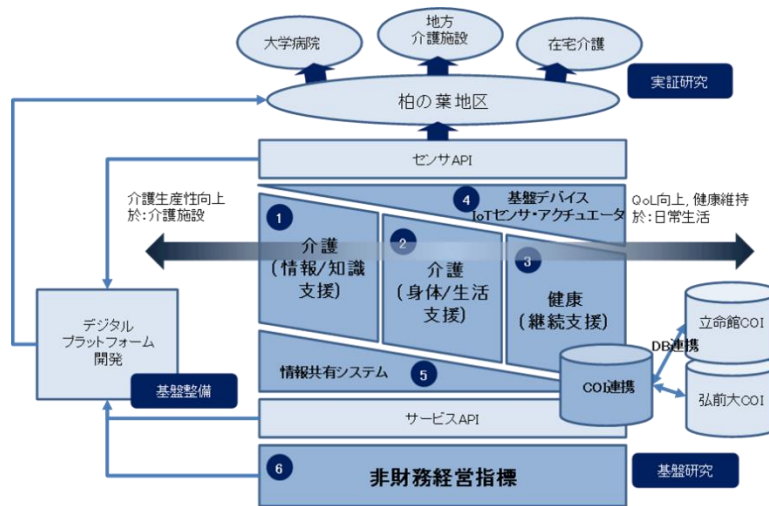 大学病院
地方
介護施設
在宅介護
実証研究
柏の葉地区
センサAPI
介護生産性向上
於：介護施設
4
基盤デバイス
IoTセンサ・アクチュエータ
QoL向上，健康維持
於：日常生活
1
介護
(情報/知識
支援)
2
介護
(身体/生活
支援)
3
健康
(継続支援)
デジタル
プラットフォーム
開発
基盤整備
情報共有システム
5
COI連携
DB連携
立命館COI
弘前大COI
サービスAPI
6
非財務経営指標
基盤研究